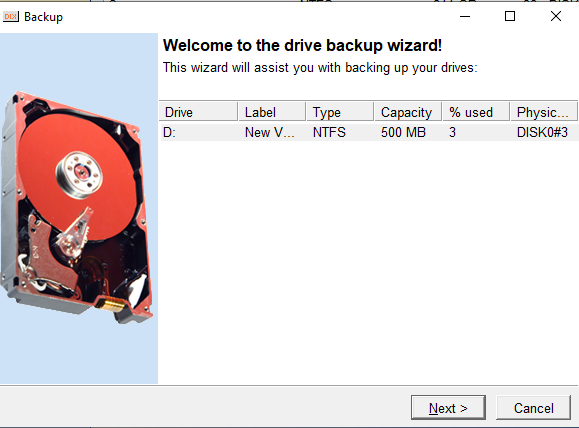 DIX Backup
Welcome to the drive backup wizard!
This wizard will assist you with backing up your drives:
Drive Label Type Capacity % used Physic...
D: New V... NTFS 500 MB 3 DISK0#3
Next > Cancel